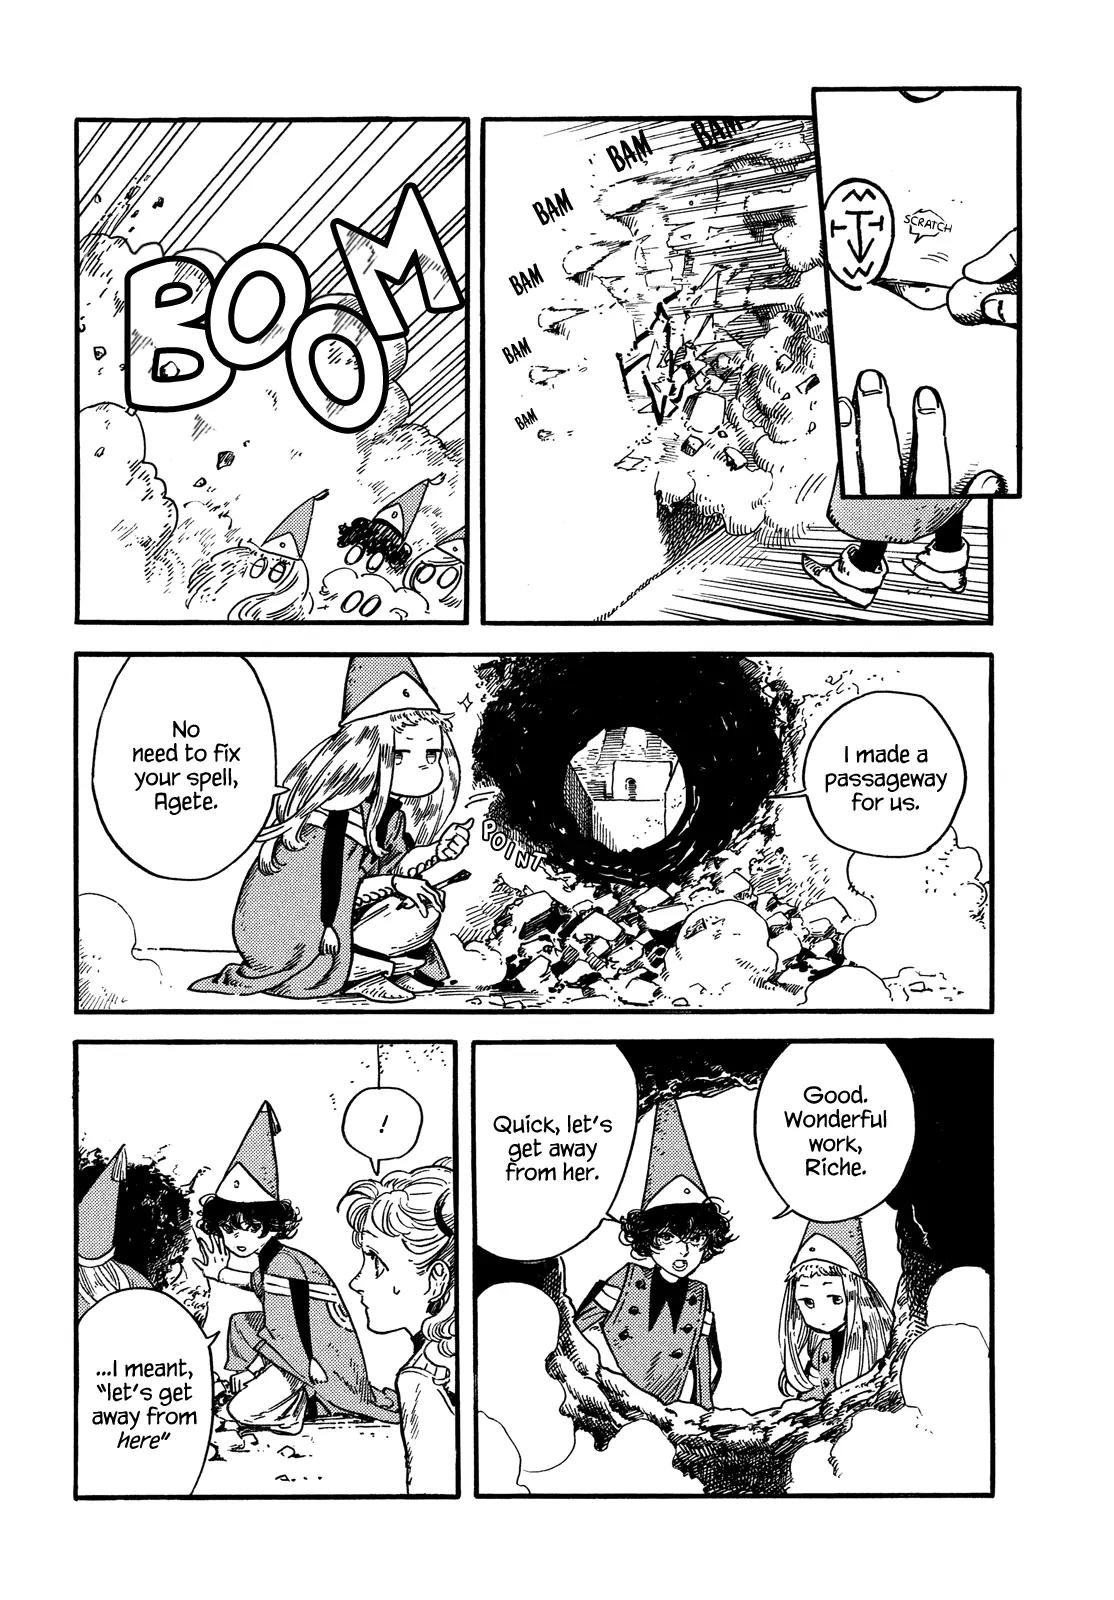 SCRATCH
BAM
BAM
BAM
BAM
BAM
BAM
BOOM
I made a
passageway
for us.
POINT
No
need to fix
your spell,
Agete.
Good.
Wonderful
work,
Riche.
Quick, let's
get away
from her.
!
...I meant,
"let's get
away from
here"